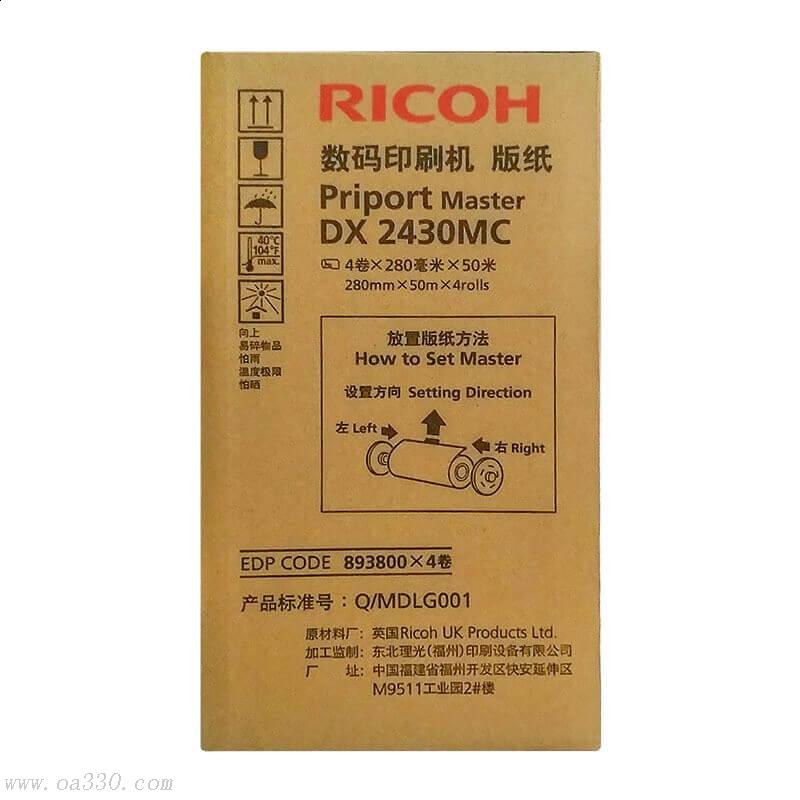 RICOH
数码印刷机 版纸
Priport Master
DX 2430MC
4卷×280毫米×50米
280mm×50m×4rolls
40℃
104°F
max.
向上
易碎物品
怕雨
温度极限
怕晒
放置版纸方法
How to Set Master
设置方向 Setting Direction
左 Left
右 Right
EDP CODE 893800×4卷
产品标准号：Q/MDLG001
原材料厂：英国Ricoh UK Products Ltd.
加工监制：东北理光(福州)印刷设备有限公司
厂 址：中国福建省福州开发区快安延伸区
M9511工业园2#楼
www.oa330.com